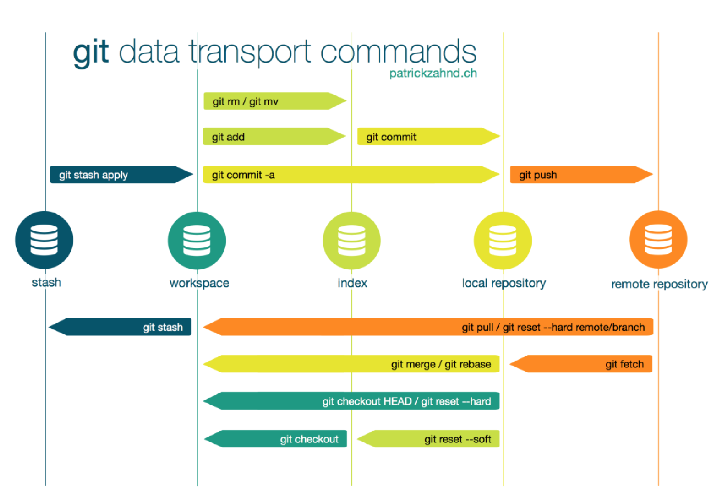 git data transport commands
patrickzahnd.ch
git rm / git mv
git add
git commit
git stash apply
git commit -a
git push
stash
workspace
index
local repository
remote repository
git stash
git pull / git reset --hard remote/branch
git merge / git rebase
git fetch
git checkout HEAD / git reset --hard
git checkout
git reset --soft